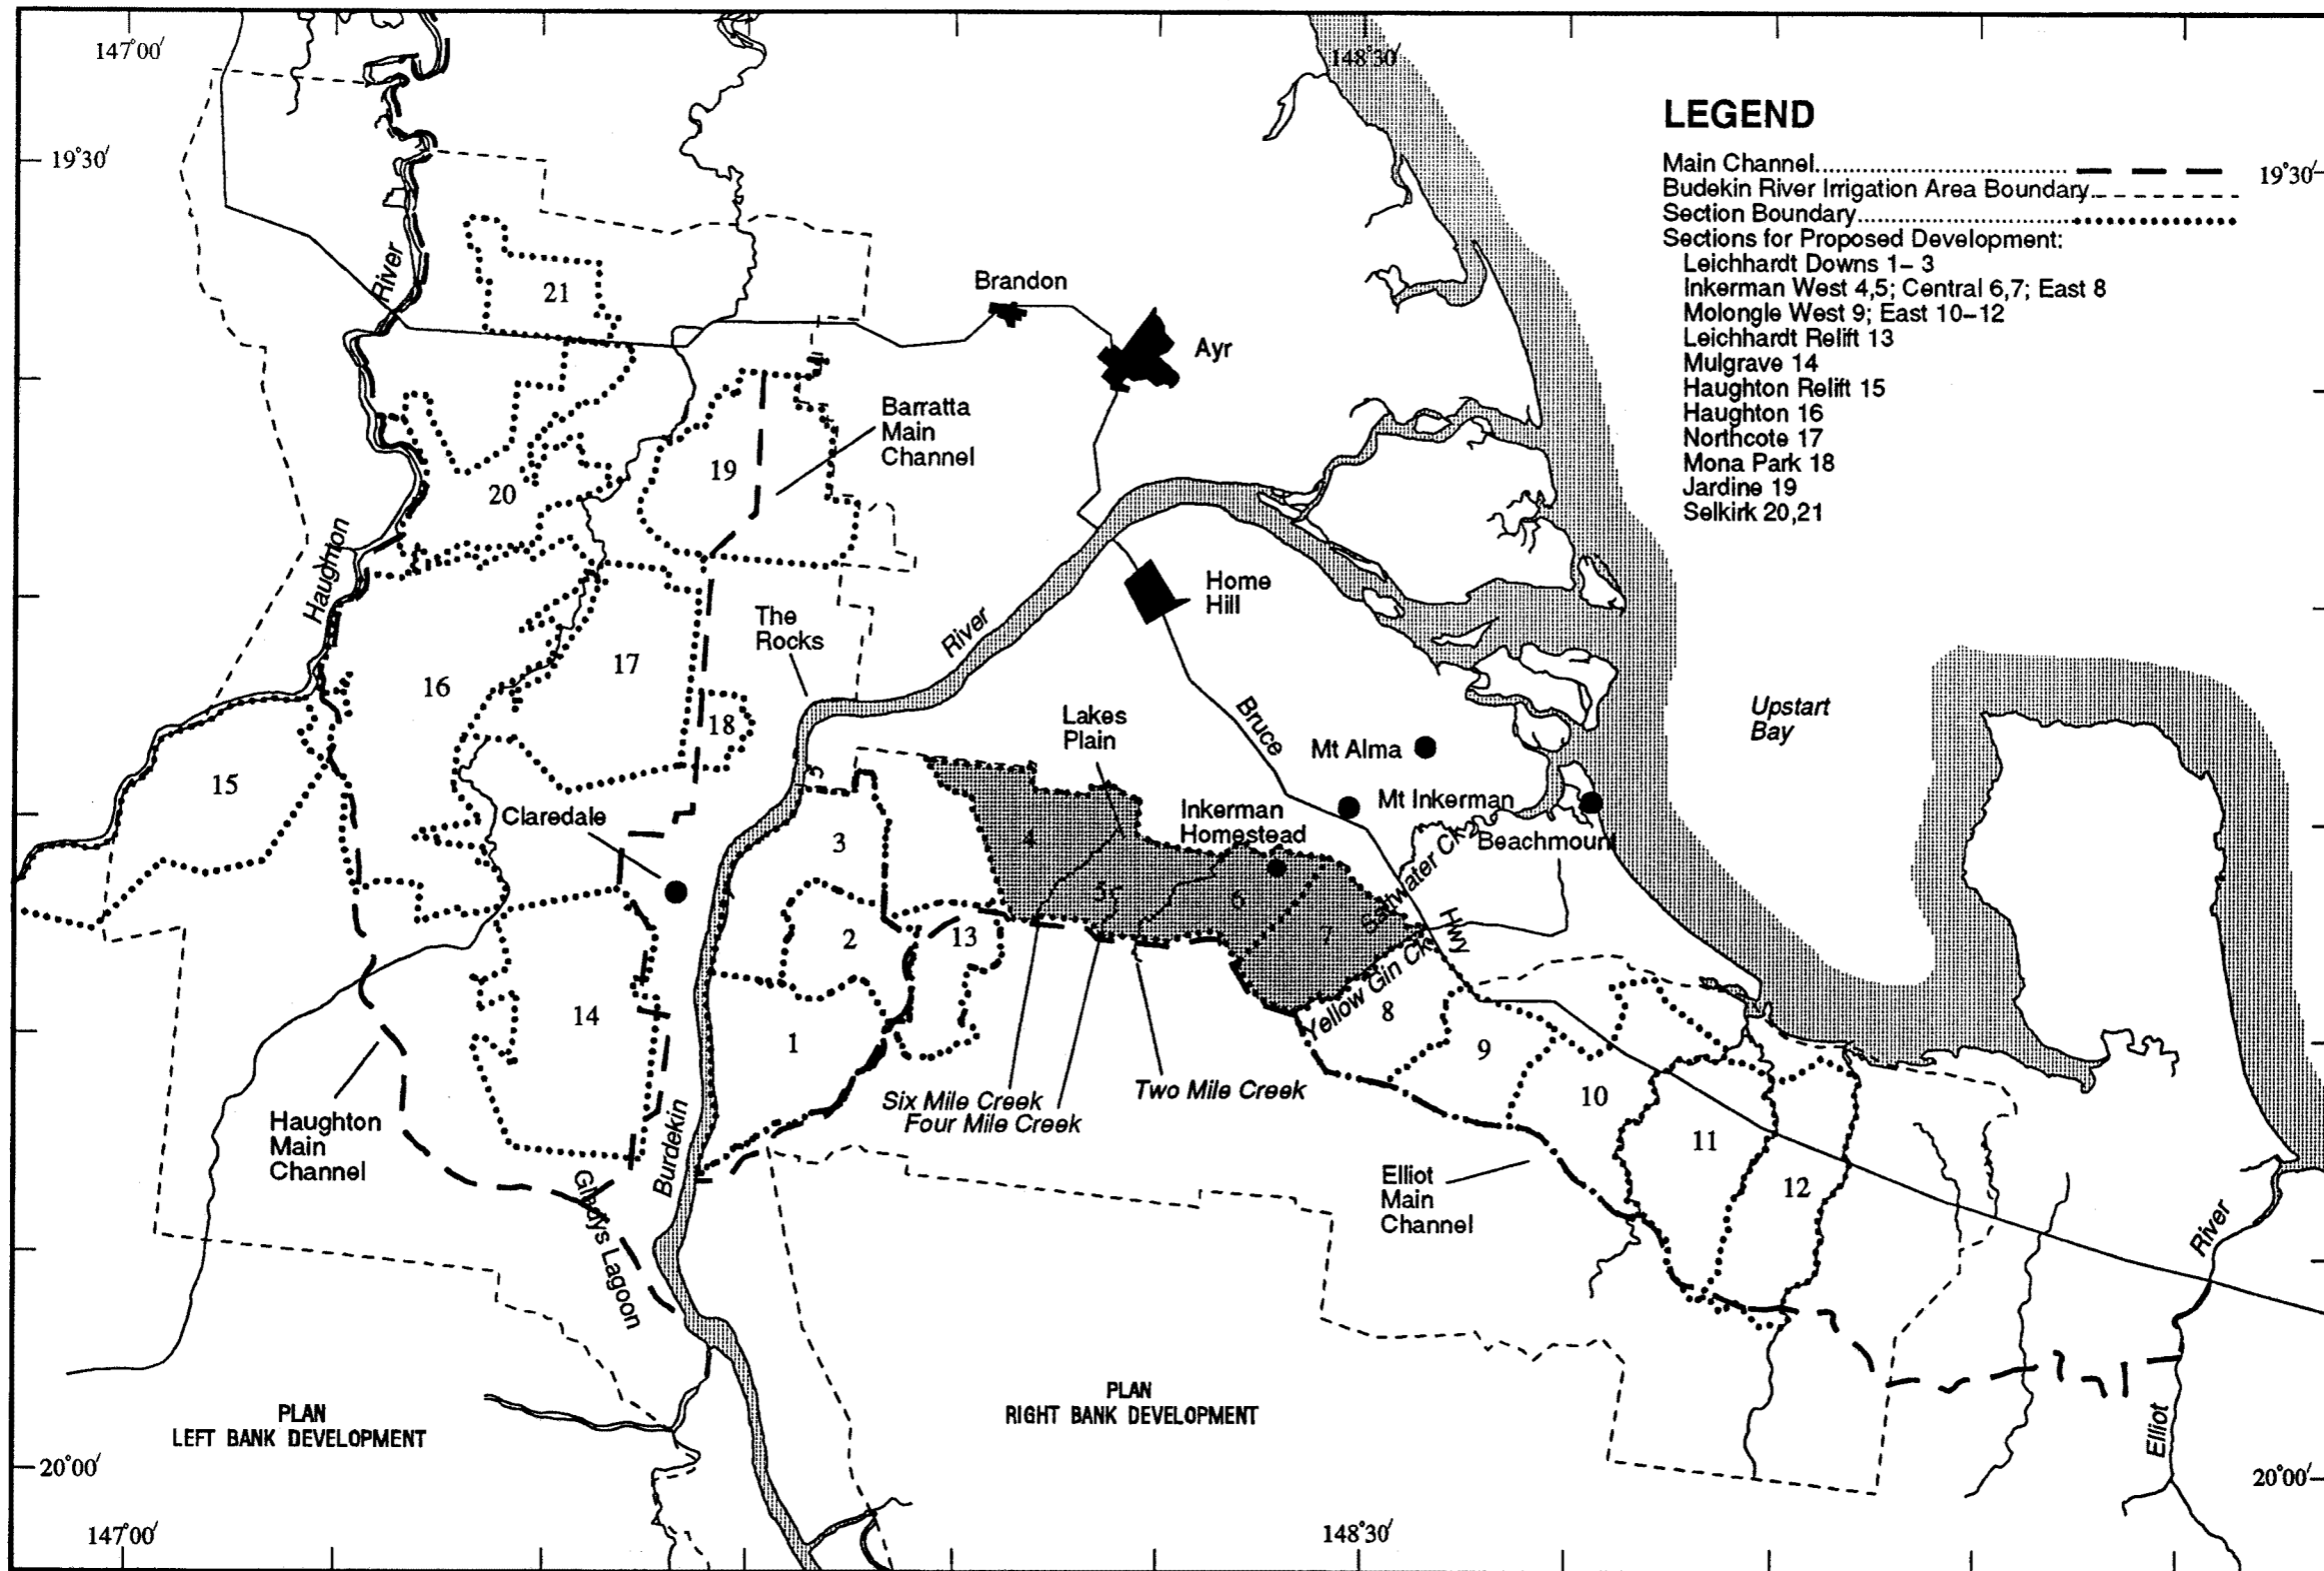 147°00′
148°30′
LEGEND
19°30′
19°30′
Main Channel
Budekin River Irrigation Area Boundary
Section Boundary
Sections for Proposed Development:
Leichhardt Downs 1– 3
Inkerman West 4,5; Central 6,7; East 8
Molongle West 9; East 10–12
Leichhardt Relift 13
Mulgrave 14
Haughton Relift 15
Haughton 16
Northcote 17
Mona Park 18
Jardine 19
Selkirk 20,21
River
21
Brandon
Ayr
Barratta
Main
Channel
19
20
Haughton
Home
Hill
The
Rocks
River
17
16
18
Lakes
Plain
Bruce
Upstart
Bay
Mt Alma
15
Mt Inkerman
Claredale
Inkerman
Homestead
Beachmount
3
4
Saltwater Ck
5
6
7
Hwy
2
13
Yellow Gin Ck
8
14
1
9
Six Mile Creek
Four Mile Creek
Two Mile Creek
10
Haughton
Main
Channel
11
12
Burdekin
Gladys Lagoon
Elliot
Main
Channel
River
PLAN
LEFT BANK DEVELOPMENT
PLAN
RIGHT BANK DEVELOPMENT
Elliot
20°00′
20°00′
147°00′
148°30′